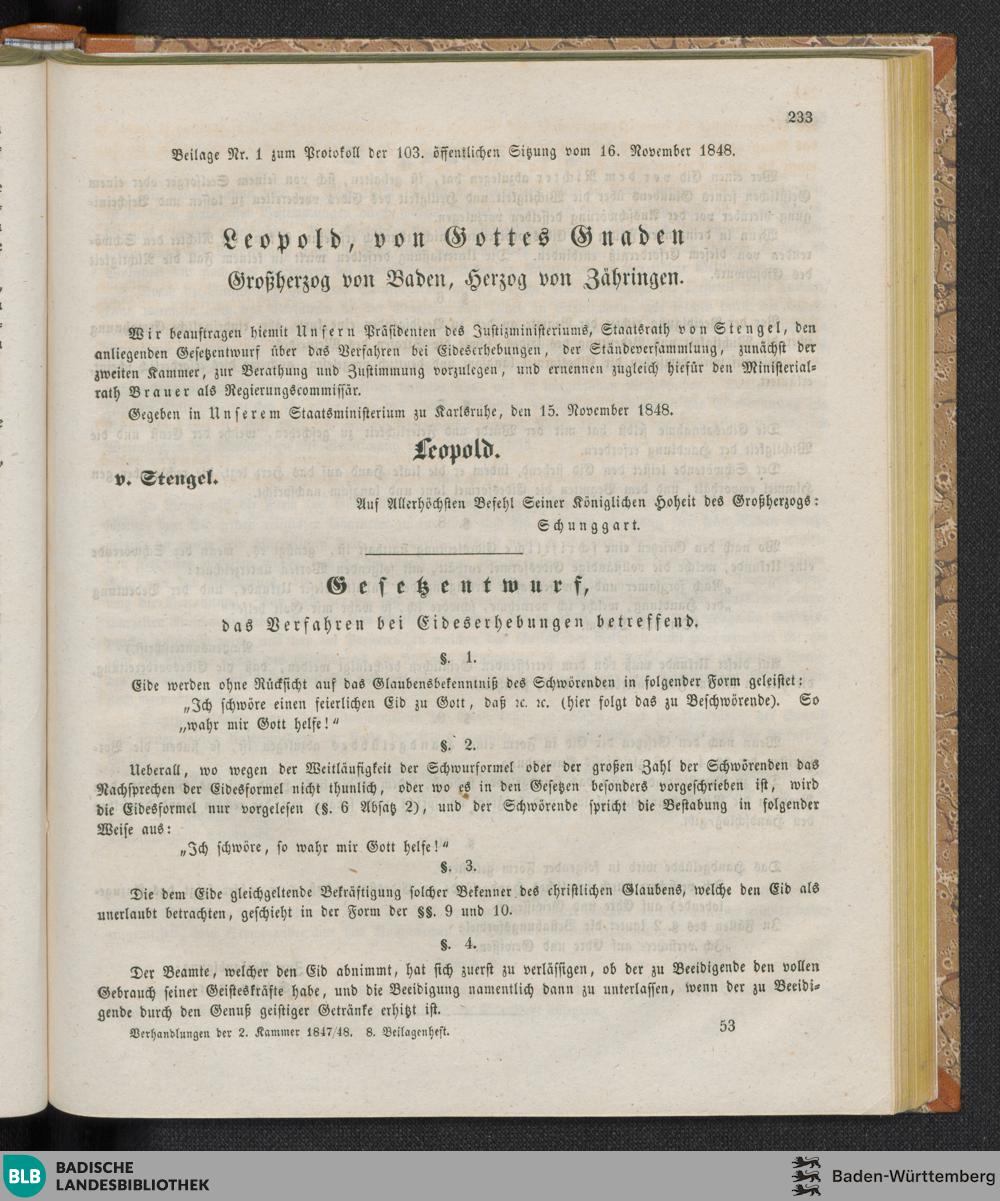 233
Beilage Nr. 1 zum Protokoll der 103. öffentlichen Sitzung vom 16. November 1848.
Leopold, von Gottes Gnaden
Großherzog von Baden, Herzog von Zähringen.
Wir beauftragen hiemit Unsern Präsidenten des Justizministeriums, Staatsrath von Stengel, den
anliegenden Gesetzentwurf über das Verfahren bei Eideserhebungen, der Ständeversammlung, zunächst der
zweiten Kammer, zur Berathung und Zustimmung vorzulegen, und ernennen zugleich hiefür den Ministerial-
rath Brauer als Regierungscommissär.
Gegeben in Unserem Staatsministerium zu Karlsruhe, den 15. November 1848.
Leopold.
v. Stengel.
Auf Allerhöchsten Befehl Seiner Königlichen Hoheit des Großherzogs:
Schunggart.
Gesetzentwurf,
das Verfahren bei Eideserhebungen betreffend.
§. 1.
Eide werden ohne Rücksicht auf das Glaubensbekenntniß des Schwörenden in folgender Form geleistet:
„Ich schwöre einen feierlichen Eid zu Gott, daß ꝛc. ꝛc. (hier folgt das zu Beschwörende). So
„wahr mir Gott helfe!“
§. 2.
Ueberall, wo wegen der Weitläufigkeit der Schwurformel oder der großen Zahl der Schwörenden das
Nachsprechen der Eidesformel nicht thunlich, oder wo es in den Gesetzen besonders vorgeschrieben ist, wird
die Eidesformel nur vorgelesen (§. 6 Absatz 2), und der Schwörende spricht die Bestabung in folgender
Weise aus:
„Ich schwöre, so wahr mir Gott helfe!“
§. 3.
Die dem Eide gleichgeltende Bekräftigung solcher Bekenner des christlichen Glaubens, welche den Eid als
unerlaubt betrachten, geschieht in der Form der §§. 9 und 10.
§. 4.
Der Beamte, welcher den Eid abnimmt, hat sich zuerst zu verlässigen, ob der zu Beeidigende den vollen
Gebrauch seiner Geisteskräfte habe, und die Beeidigung namentlich dann zu unterlassen, wenn der zu Beeidi-
gende durch den Genuß geistiger Getränke erhitzt ist.
Verhandlungen der 2. Kammer 1847/48. 8. Beilagenheft.
53
BLB BADISCHE
LANDESBIBLIOTHEK
Baden-Württemberg